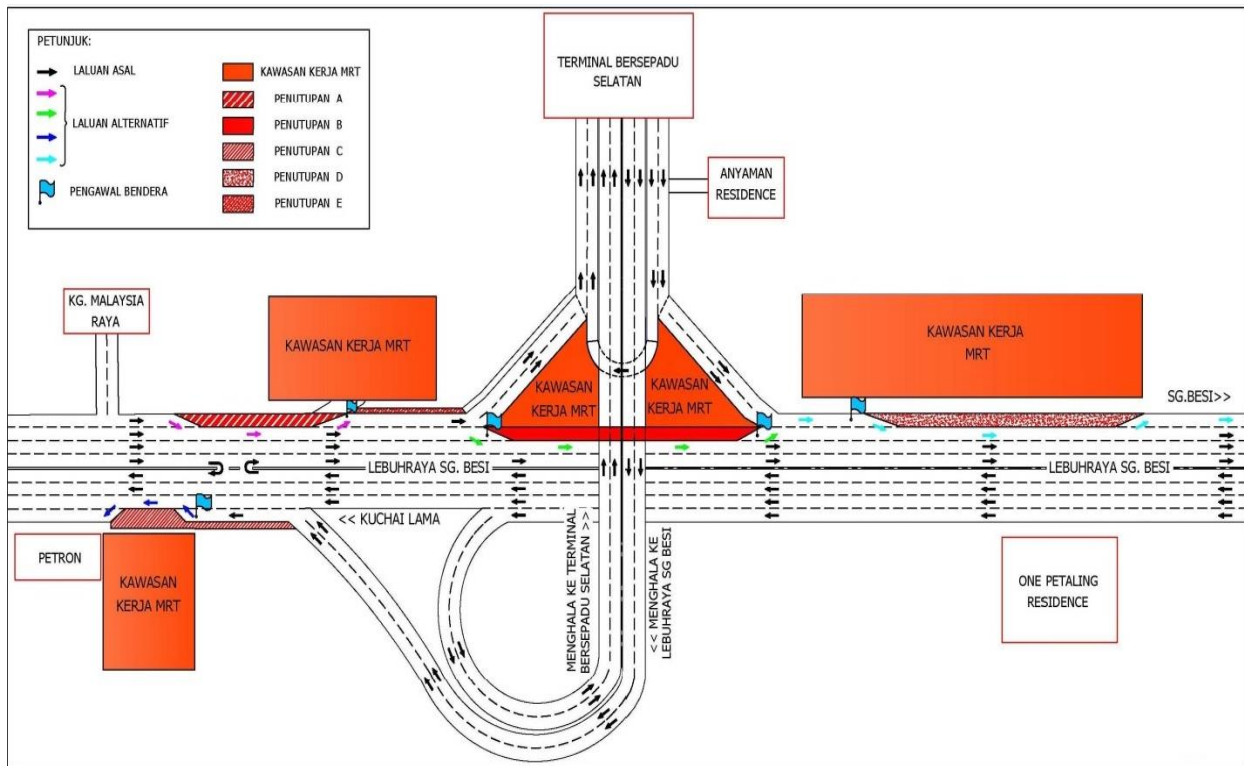 PETUNJUK:
LALUAN ASAL
LALUAN ALTERNATIF
PENGAWAL BENDERA
KAWASAN KERJA MRT
PENUTUPAN A
PENUTUPAN B
PENUTUPAN C
PENUTUPAN D
PENUTUPAN E
TERMINAL BERSEPADU
SELATAN
ANYAMAN
RESIDENCE
KG. MALAYSIA
RAYA
KAWASAN KERJA MRT
KAWASAN
KERJA MRT
KAWASAN
KERJA MRT
KAWASAN KERJA
MRT
SG.BESI>>
LEBUHRAYA SG. BESI
LEBUHRAYA SG. BESI
<< KUCHAI LAMA
MENGHALA KE TERMINAL
BERSEPADU SELATAN >>
<< MENGHALA KE
LEBUHRAYA SG BESI
PETRON
KAWASAN
KERJA MRT
ONE PETALING
RESIDENCE